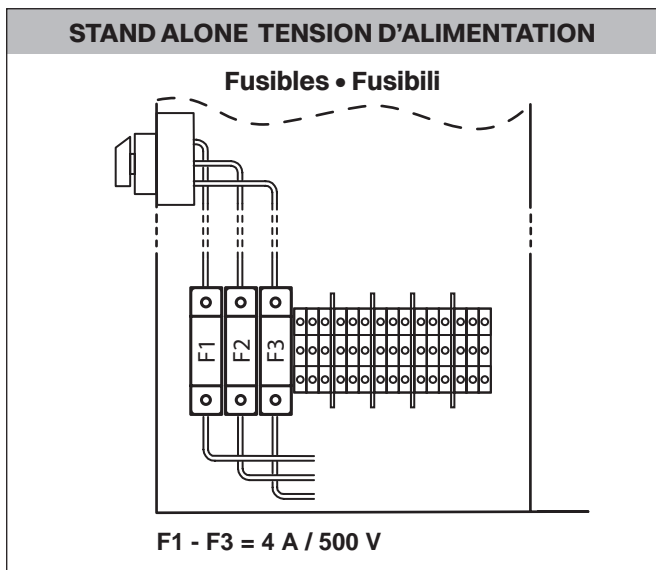 STAND ALONE TENSION D'ALIMENTATION
Fusibles • Fusibili
F1 F2 F3
F1 - F3 = 4 A / 500 V